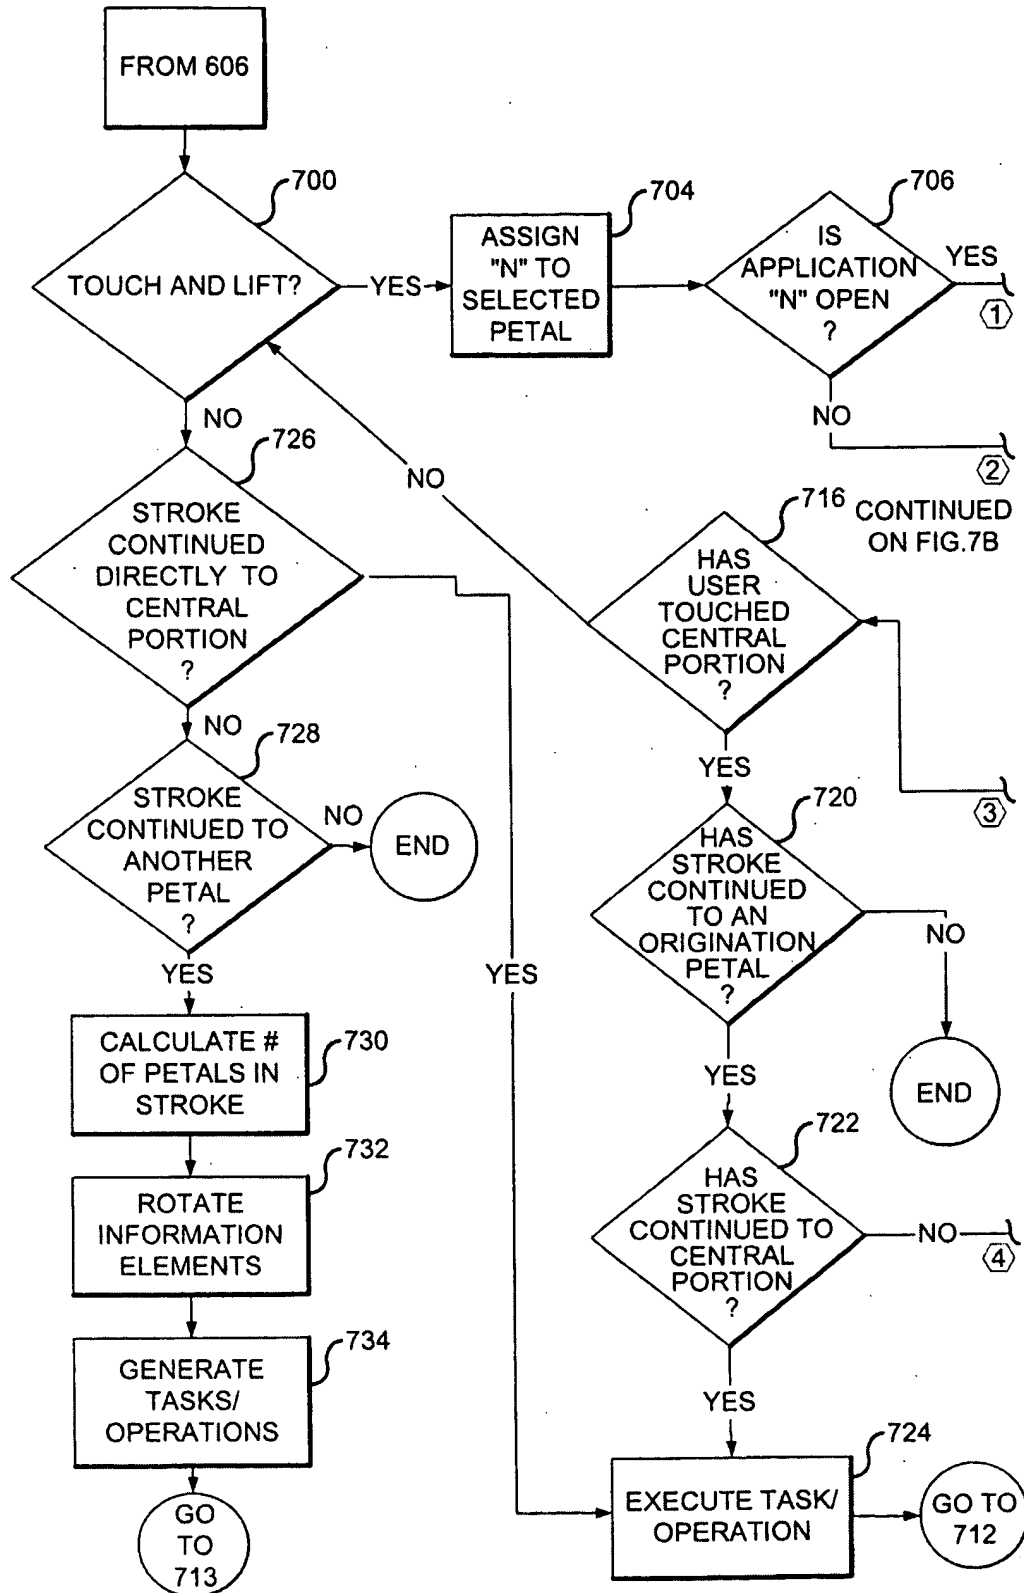 FROM 606
700
TOUCH AND LIFT?
YES
704
ASSIGN
"N" TO
SELECTED
PETAL
706
IS
APPLICATION
"N" OPEN
?
YES
1
NO
2
NO
726
STROKE
CONTINUED
DIRECTLY TO
CENTRAL
PORTION
?
NO
716
CONTINUED
ON FIG.7B
HAS
USER
TOUCHED
CENTRAL
PORTION
?
NO
728
STROKE
CONTINUED TO
ANOTHER
PETAL
?
NO
END
YES
3
720
HAS
STROKE
CONTINUED
TO AN
ORIGINATION
PETAL
?
NO
END
YES
YES
730
CALCULATE #
OF PETALS IN
STROKE
YES
732
ROTATE
INFORMATION
ELEMENTS
722
HAS
STROKE
CONTINUED TO
CENTRAL
PORTION
?
NO
4
734
GENERATE
TASKS/
OPERATIONS
YES
724
EXECUTE TASK/
OPERATION
GO TO
712
GO
TO
713